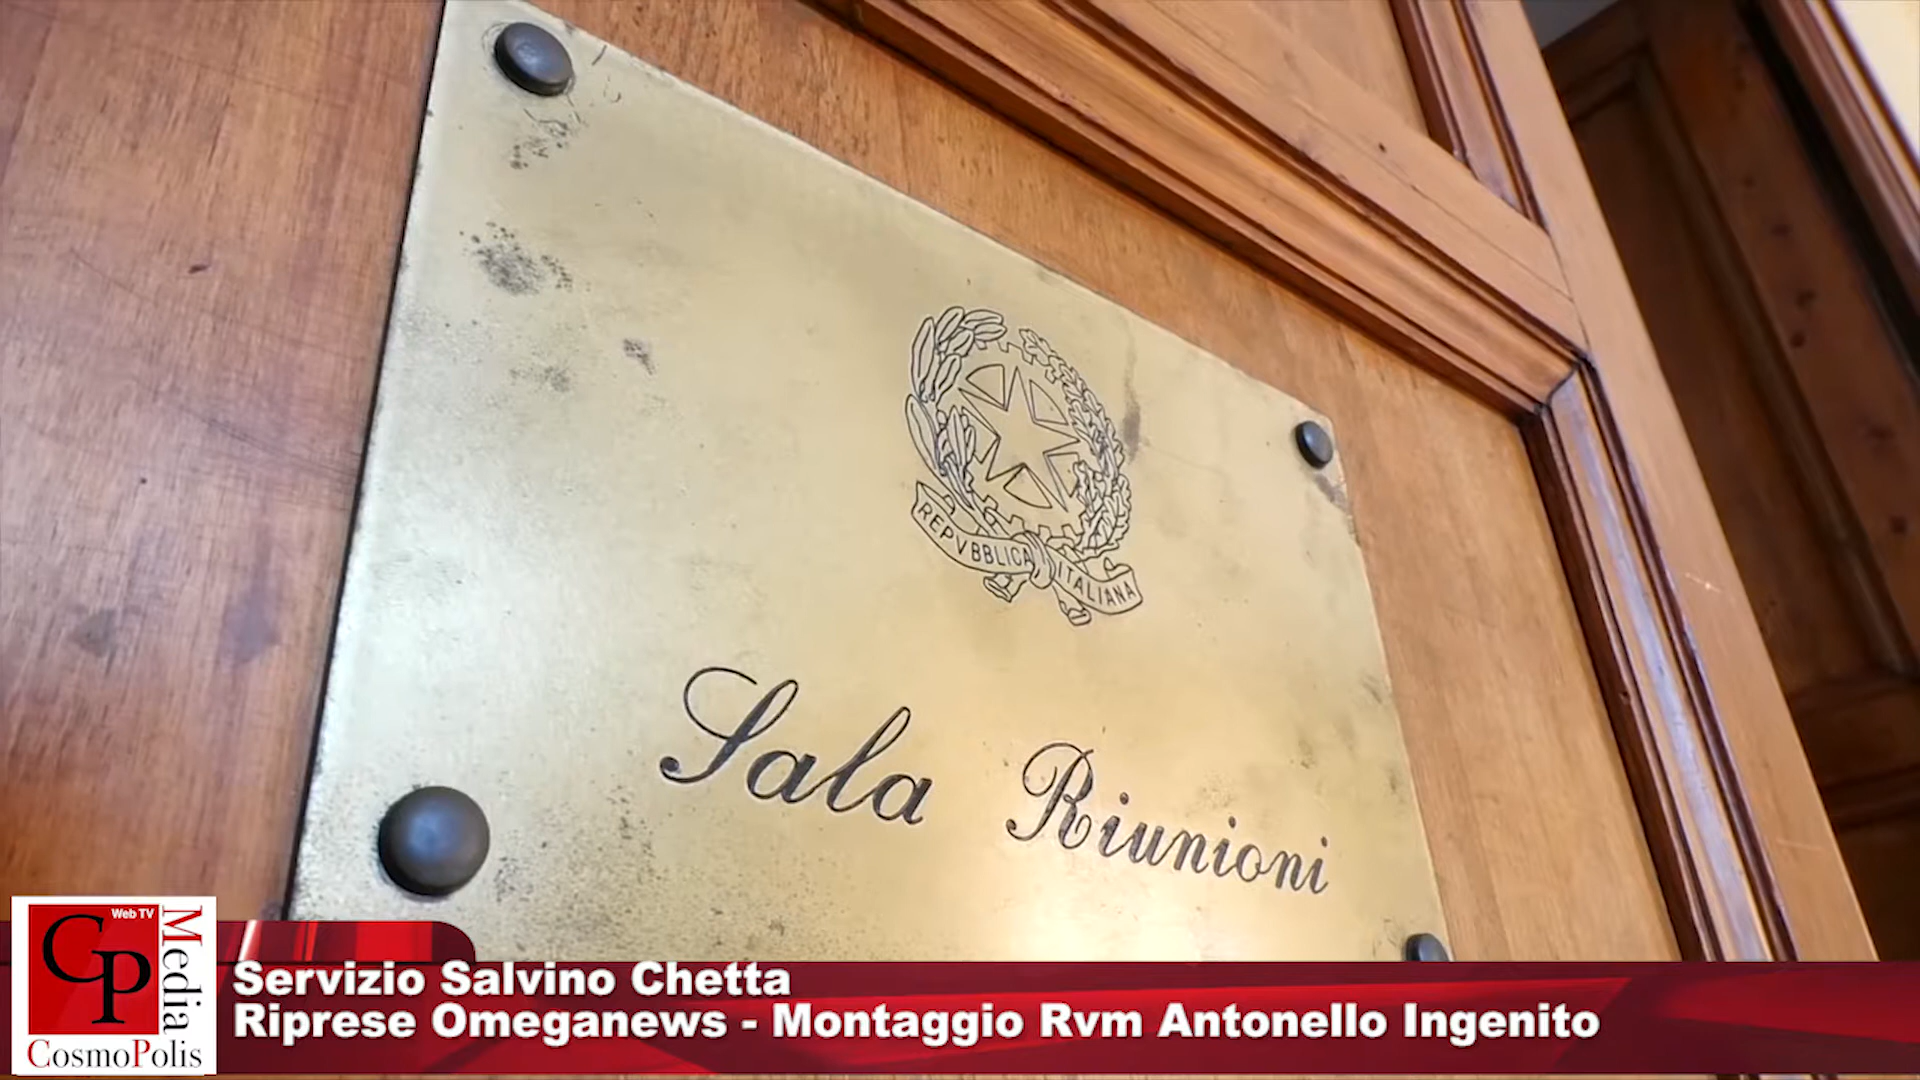 REPVBBLICA ITALIANA
Sala Riunioni
Web TV
CP
Media
CosmoPolis
Servizio Salvino Chetta
Riprese Omeganews - Montaggio Rvm Antonello Ingenito